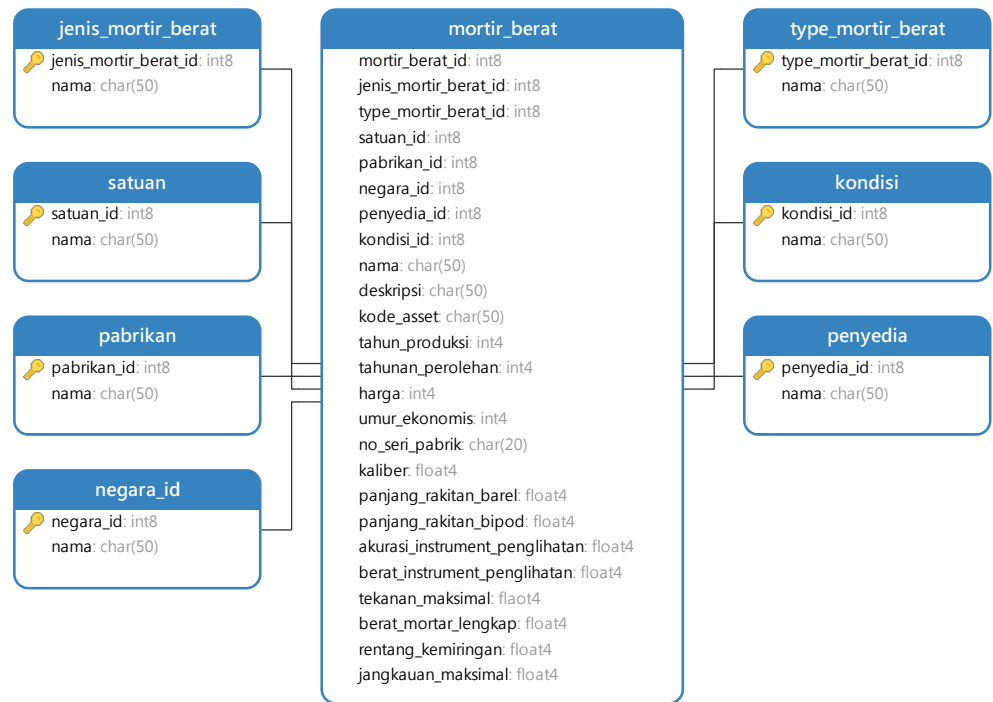 jenis_mortir_berat
jenis_mortir_berat_id: int8
nama: char(50)
satuan
satuan_id: int8
nama: char(50)
pabrikan
pabrikan_id: int8
nama: char(50)
negara_id
negara_id: int8
nama: char(50)
mortir_berat
mortir_berat_id: int8
jenis_mortir_berat_id: int8
type_mortir_berat_id: int8
satuan_id: int8
pabrikan_id: int8
negara_id: int8
penyedia_id: int8
kondisi_id: int8
nama: char(50)
deskripsi: char(50)
kode_asset: char(50)
tahun_produksi: int4
tahunan_perolehan: int4
harga: int4
umur_ekonomis: int4
no_seri_pabrik: char(20)
kaliber: float4
panjang_rakitan_barel: float4
panjang_rakitan_bipod: float4
akurasi_instrument_penglihatan: float4
berat_instrument_penglihatan: float4
tekanan_maksimal: flaot4
berat_mortar_lengkap: float4
rentang_kemiringan: float4
jangkauan_maksimal: float4
type_mortir_berat
type_mortir_berat_id: int8
nama: char(50)
kondisi
kondisi_id: int8
nama: char(50)
penyedia
penyedia_id: int8
nama: char(50)